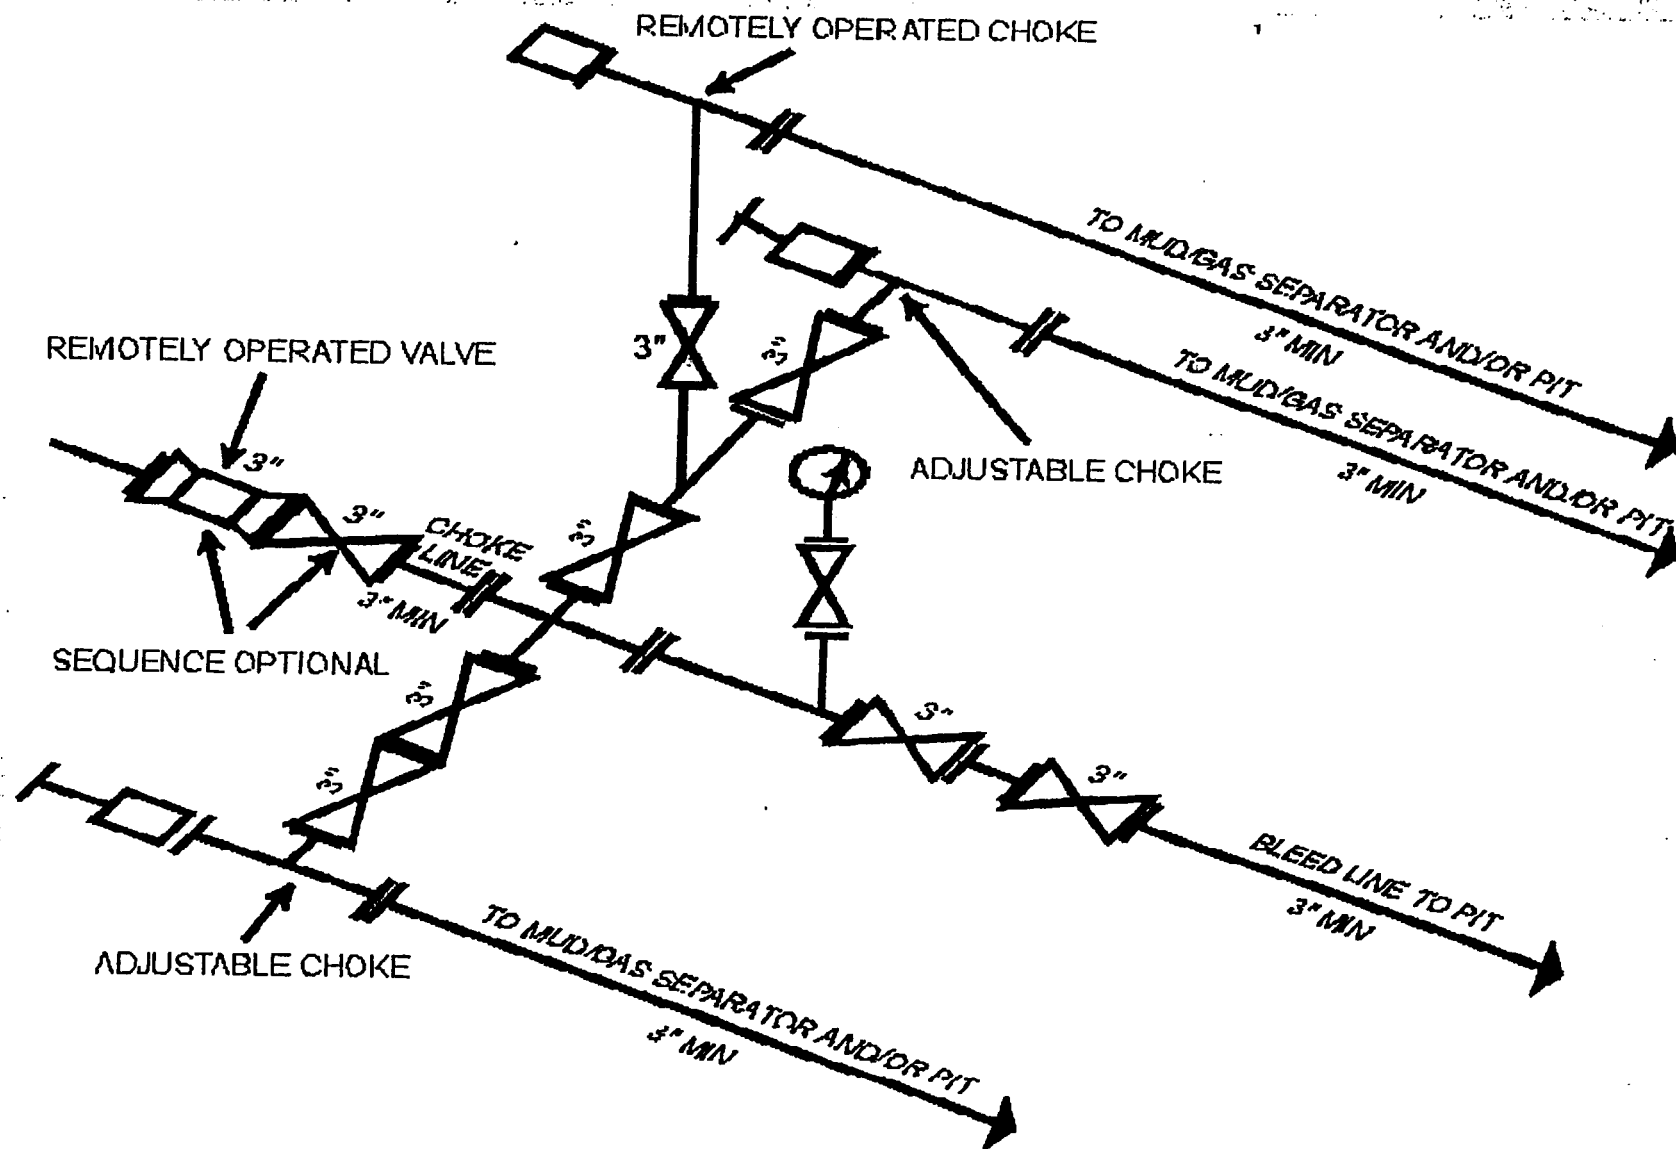 REMOTELY OPERATED CHOKE
TO MUD/GAS SEPARATOR AND/OR PIT
3" MIN
TO MUD/GAS SEPARATOR AND/OR PIT
3" MIN
3"
3"
REMOTELY OPERATED VALVE
ADJUSTABLE CHOKE
3"
3"
CHOKE
LINE
3" MIN
3"
SEQUENCE OPTIONAL
3"
3"
3"
3"
BLEED LINE TO PIT
3" MIN
ADJUSTABLE CHOKE
TO MUD/GAS SEPARATOR AND/OR PIT
3" MIN